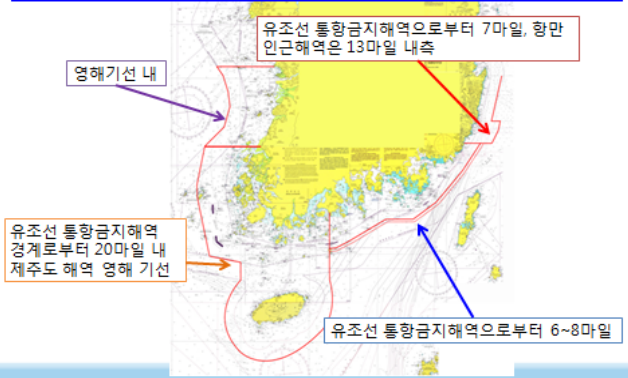 유조선 통항금지해역으로부터 7마일, 항만
인근해역은 13마일 내측
영해기선 내
유조선 통항금지해역
경계로부터 20마일 내
제주도 해역 영해 기선
유조선 통항금지해역으로부터 6~8마일